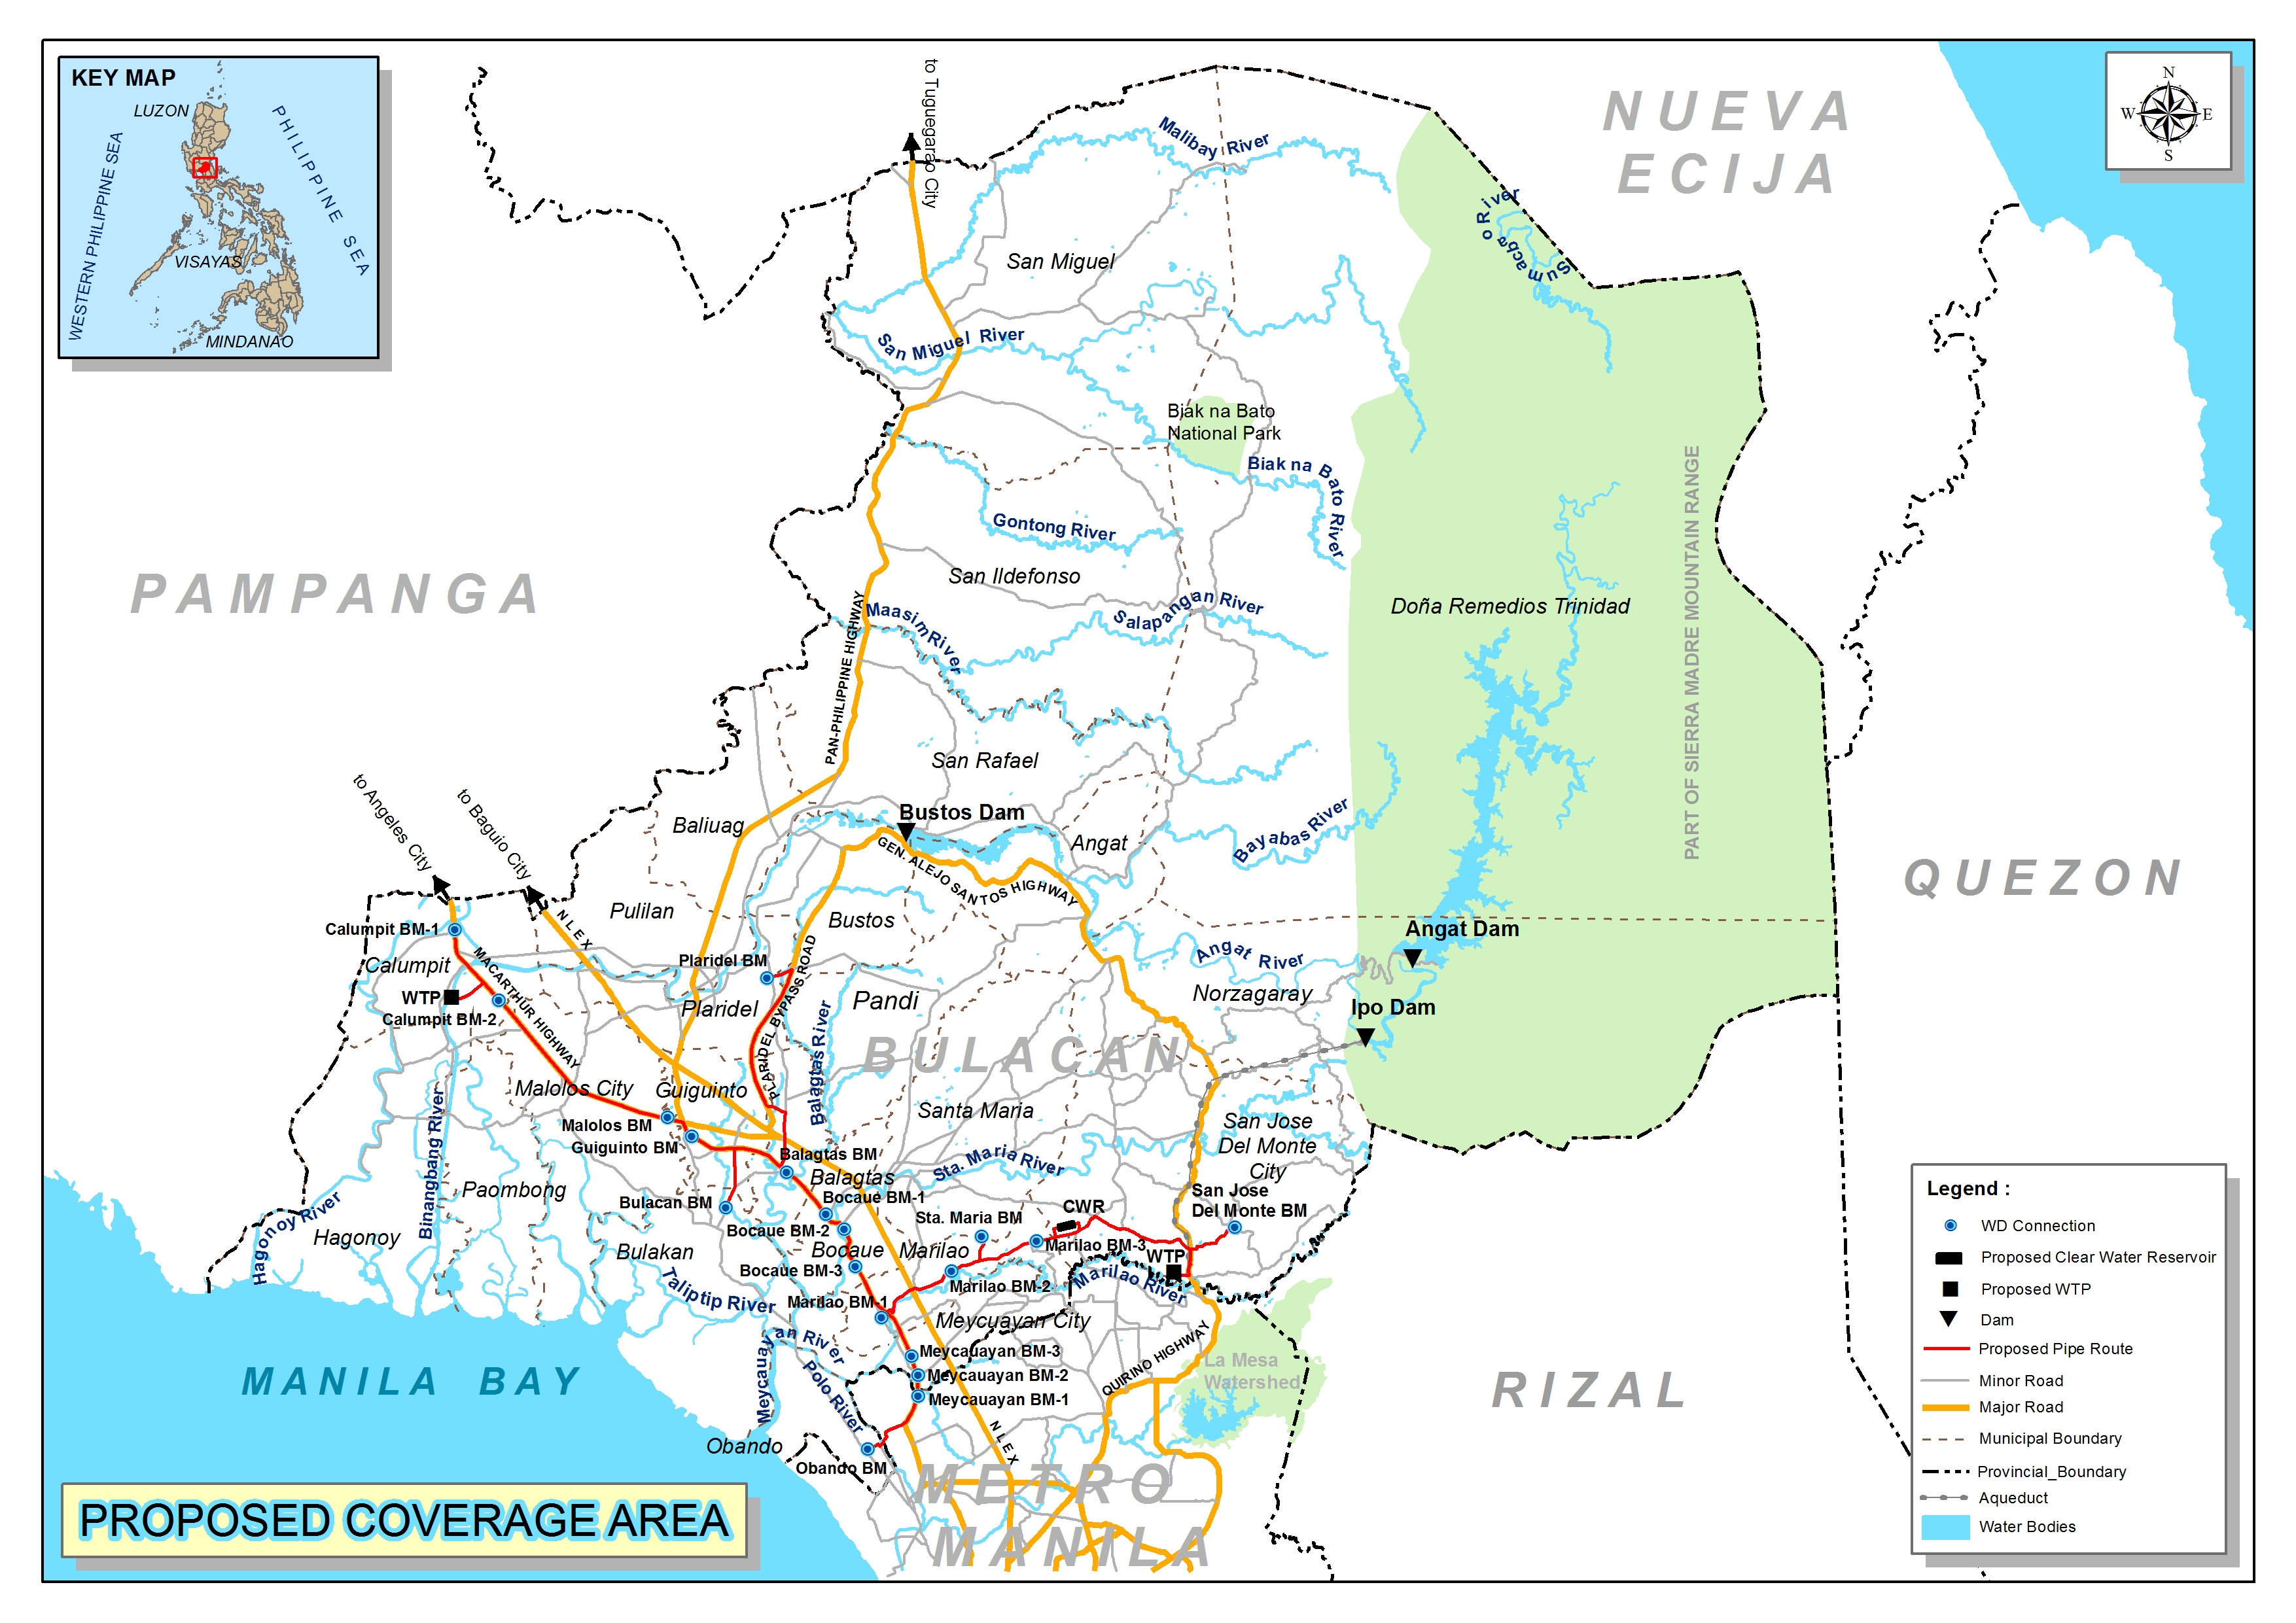 KEY MAP
LUZON
PHILIPPINE SEA
WESTERN PHILIPPINE SEA
VISAYAS
MINDANAO
to Tuguegarao City
NUEVA
ECIJA
N
W
E
S
Malibay River
Sumacbao River
San Miguel
San Miguel River
Biak na Bato
National Park
Biak na Bato River
Gontong River
PAMPANGA
San Ildefonso
Doña Remedios Trinidad
PART OF SIERRA MADRE MOUNTAIN RANGE
Maasim River
Salapangan River
PAN-PHILIPPINE HIGHWAY
San Rafael
to Angeles City
to Baguio City
Baliuag
Bustos Dam
Angat
Bayabas River
GEN. ALEJO SANTOS HIGHWAY
QUEZON
Pulilan
Bustos
NLEX
Calumpit BM-1
Angat Dam
Angat River
Calumpit
MACARTHUR HIGHWAY
Plaridel BM
WTP
Calumpit BM-2
Plaridel
PLARIDEL BYPASS ROAD
Pandi
Norzagaray
Ipo Dam
Balagtas River
BULACAN
Malolos City
Guiguinto
Santa Maria
San Jose
Del Monte
City
Malolos BM
Guiguinto BM
Binangbang River
Balagtas BM
Balagtas
Sta. Maria River
Paombong
Bulacan BM
Bocaue BM-1
San Jose
Del Monte BM
CWR
Sta. Maria BM
Hagonoy River
Hagonoy
Bocaue BM-2
Bulakan
Bocaue
Marilao
Marilao BM-3
WTP
Bocaue BM-3
Marilao BM-2
Marilao River
Taliptip River
Marilao BM-1
Meycuauyan City
Meycauayan River
Meycauayan BM-3
QUIRINO HIGHWAY
La Mesa
Watershed
Meycauayan BM-2
Polo River
Meycauayan BM-1
MANILA BAY
RIZAL
NLEX
Obando
Obando BM
METRO
MANILA
PROPOSED COVERAGE AREA
Legend :
WD Connection
Proposed Clear Water Reservoir
Proposed WTP
Dam
Proposed Pipe Route
Minor Road
Major Road
Municipal Boundary
Provincial_Boundary
Aqueduct
Water Bodies